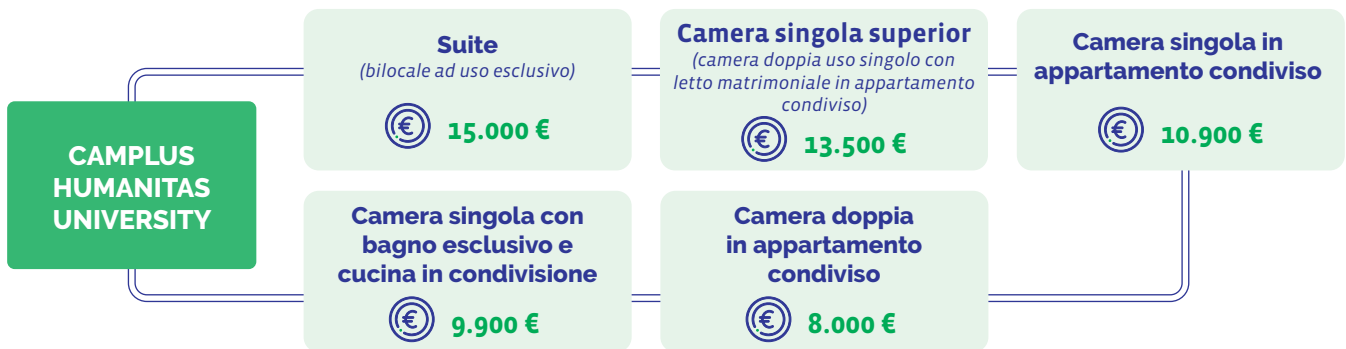 CAMPLUS
HUMANITAS
UNIVERSITY
Suite
(bilocale ad uso esclusivo)
€ 15.000 €
Camera singola superior
(camera doppia uso singolo con
letto matrimoniale in appartamento
condiviso)
€ 13.500 €
Camera singola in
appartamento condiviso
€ 10.900 €
Camera singola con
bagno esclusivo e
cucina in condivisione
€ 9.900 €
Camera doppia
in appartamento
condiviso
€ 8.000 €